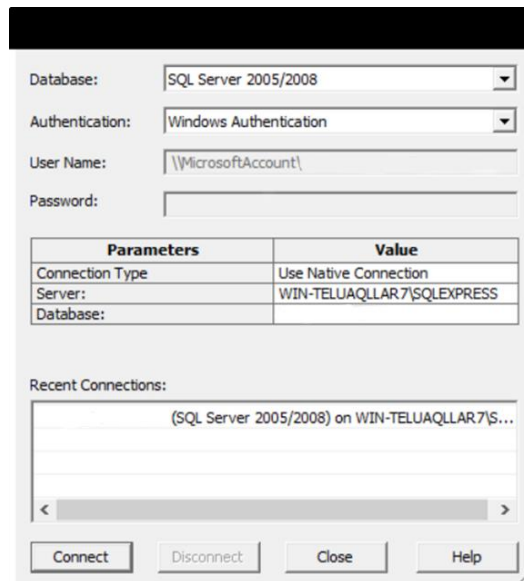 Database: SQL Server 2005/2008
Authentication: Windows Authentication
User Name: \\MicrosoftAccount\
Password:
Parameters Value
Connection Type Use Native Connection
Server: WIN-TELUAQLLAR7\SQLEXPRESS
Database:
Recent Connections:
(SQL Server 2005/2008) on WIN-TELUAQLLAR7\S...
Connect Disconnect Close Help